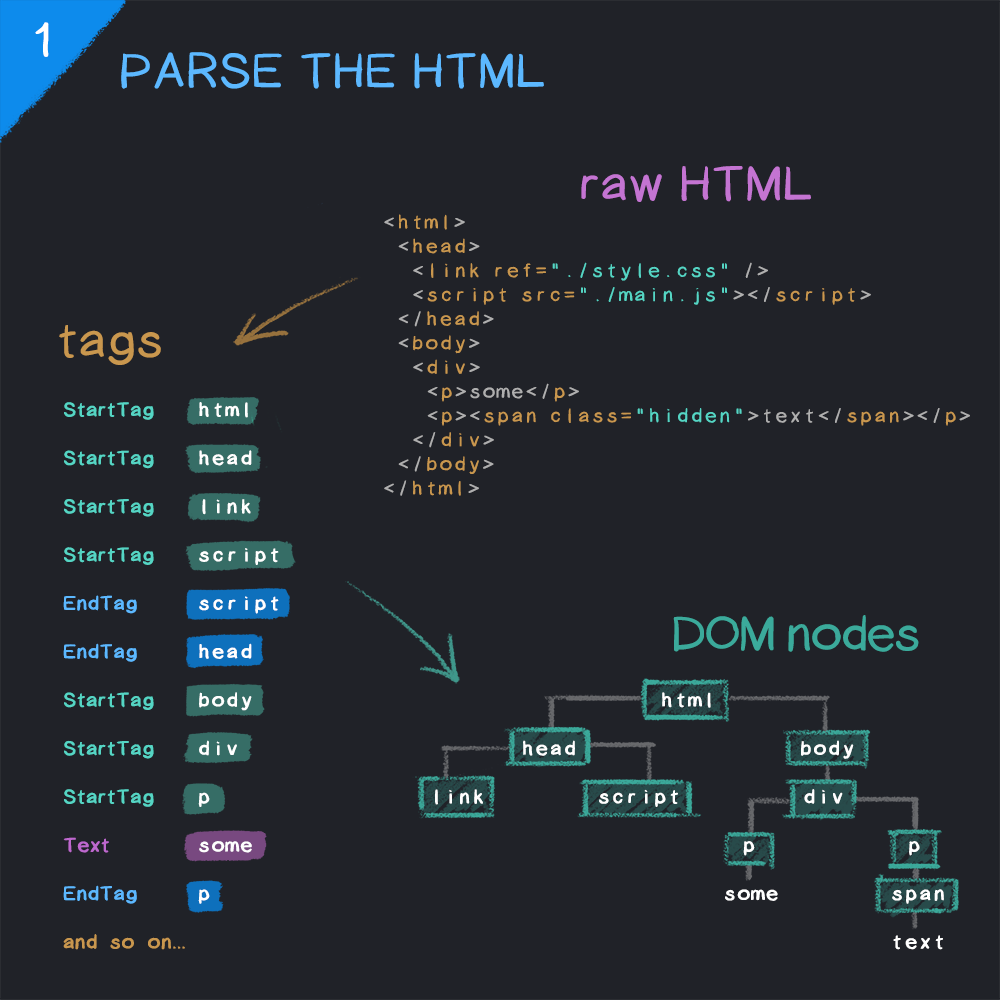 1
PARSE THE HTML
raw HTML
<html>
<head>
<link ref="./style.css" />
<script src="./main.js"></script>
</head>
<body>
<div>
<p>some</p>
<p><span class="hidden">text</span></p>
</div>
</body>
</html>
tags
StartTag html
StartTag head
StartTag link
StartTag script
EndTag script
EndTag head
StartTag body
StartTag div
StartTag p
Text some
EndTag p
and so on...
DOM nodes
html
head body
link script div
p p
some span
text